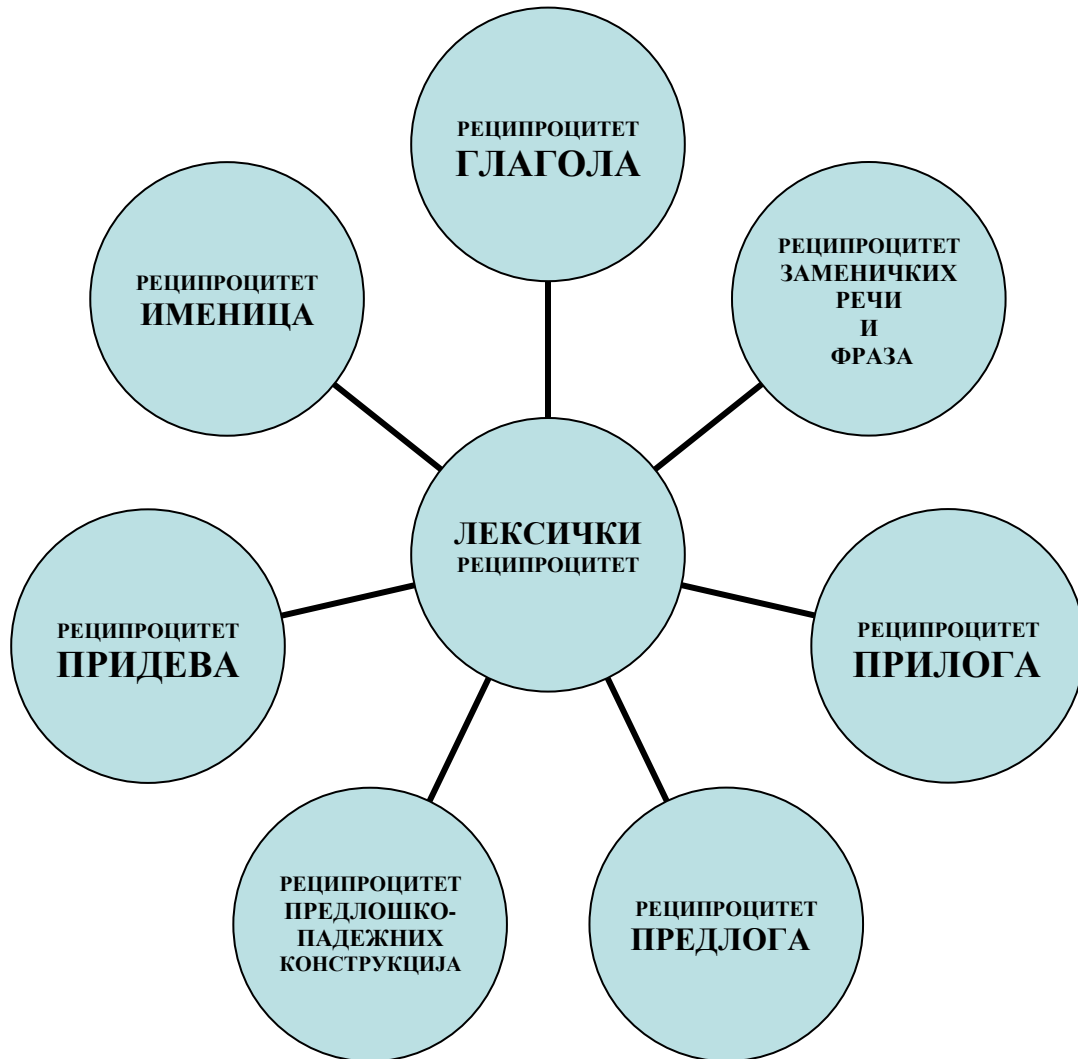 РЕЦИПРОЦИТЕТ
ГЛАГОЛА
РЕЦИПРОЦИТЕТ
ЗАМЕНИЧКИХ
РЕЧИ
И
ФРАЗА
РЕЦИПРОЦИТЕТ
ИМЕНИЦА
ЛЕКСИЧКИ
РЕЦИПРОЦИТЕТ
РЕЦИПРОЦИТЕТ
ПРИДЕВА
РЕЦИПРОЦИТЕТ
ПРИЛОГА
РЕЦИПРОЦИТЕТ
ПРЕДЛОШКО-
ПАДЕЖНИХ
КОНСТРУКЦИЈА
РЕЦИПРОЦИТЕТ
ПРЕДЛОГА